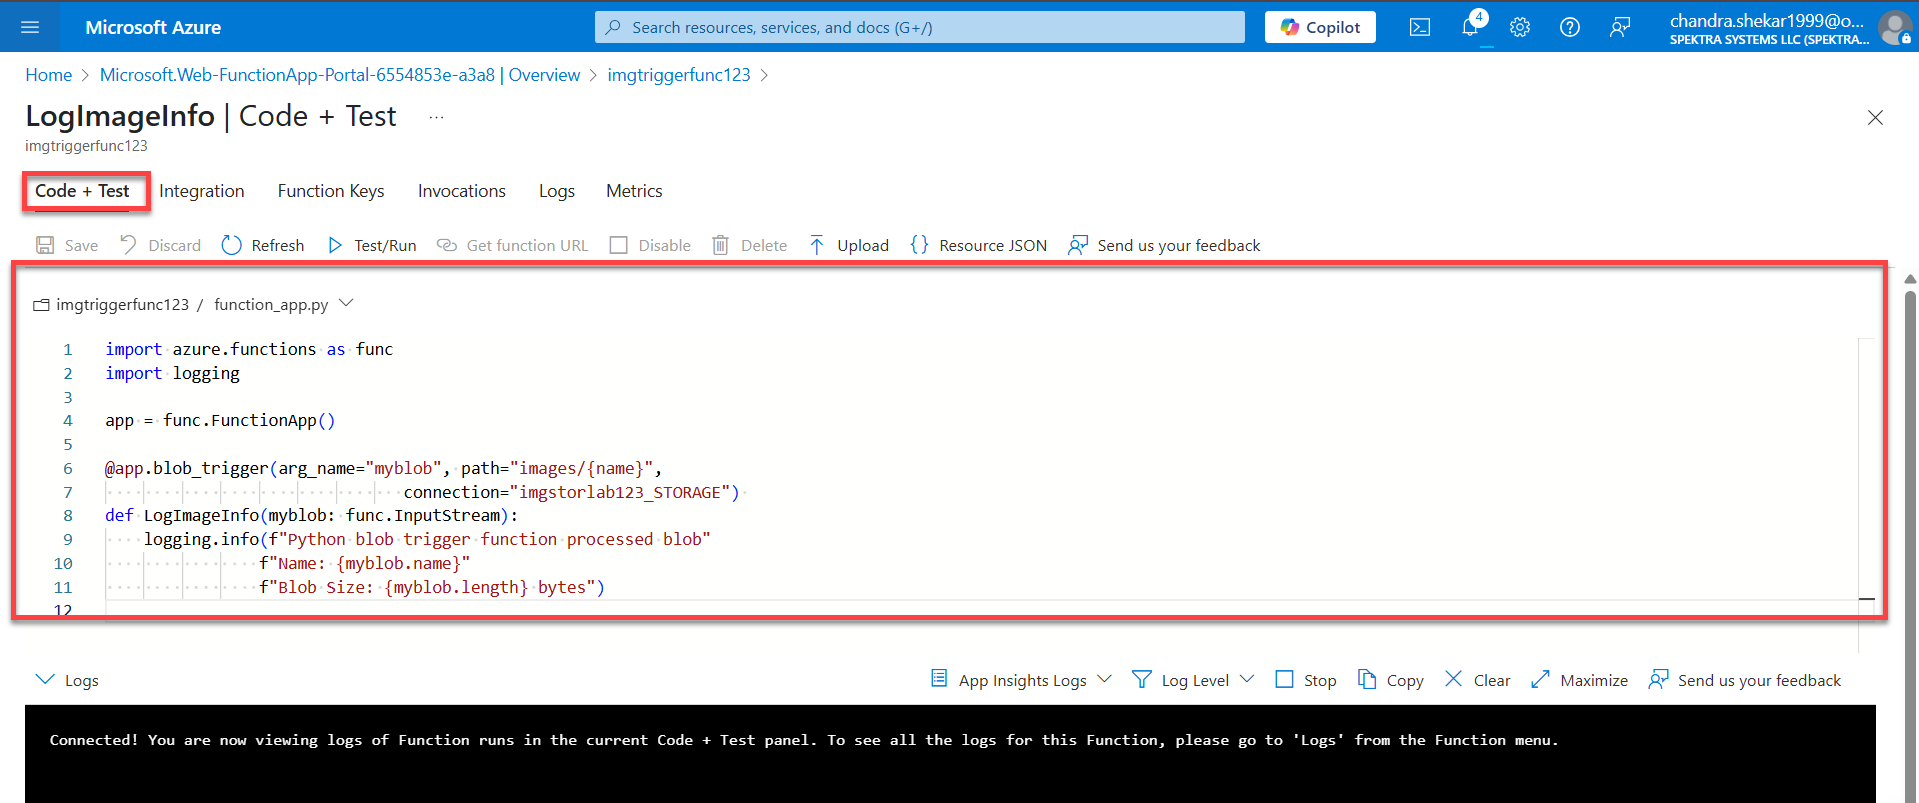 Microsoft Azure
Search resources, services, and docs (G+/)
Copilot
4
chandra.shekar1999@o...
SPEKTRA SYSTEMS LLC (SPEKTRA...
Home > Microsoft.Web-FunctionApp-Portal-6554853e-a3a8 | Overview > imgtriggerfunc123 >
LogImageInfo | Code + Test ...
imgtriggerfunc123
Code + Test Integration Function Keys Invocations Logs Metrics
Save Discard Refresh Test/Run Get function URL Disable Delete Upload {} Resource JSON Send us your feedback
imgtriggerfunc123 / function_app.py
1 import azure.functions as func
2 import logging
3
4 app = func.FunctionApp()
5
6 @app.blob_trigger(arg_name="myblob", path="images/{name}",
7 connection="imgstorlab123_STORAGE")
8 def LogImageInfo(myblob: func.InputStream):
9 logging.info(f"Python blob trigger function processed blob"
10 f"Name: {myblob.name}"
11 f"Blob Size: {myblob.length} bytes")
12
Logs App Insights Logs Log Level Stop Copy Clear Maximize Send us your feedback
Connected! You are now viewing logs of Function runs in the current Code + Test panel. To see all the logs for this Function, please go to 'Logs' from the Function menu.